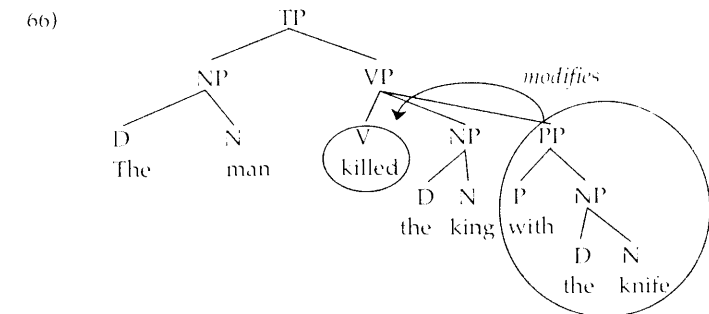 66) TP
NP VP modifies
D N V NP PP
The man killed D N P NP
the king with D N
the knife